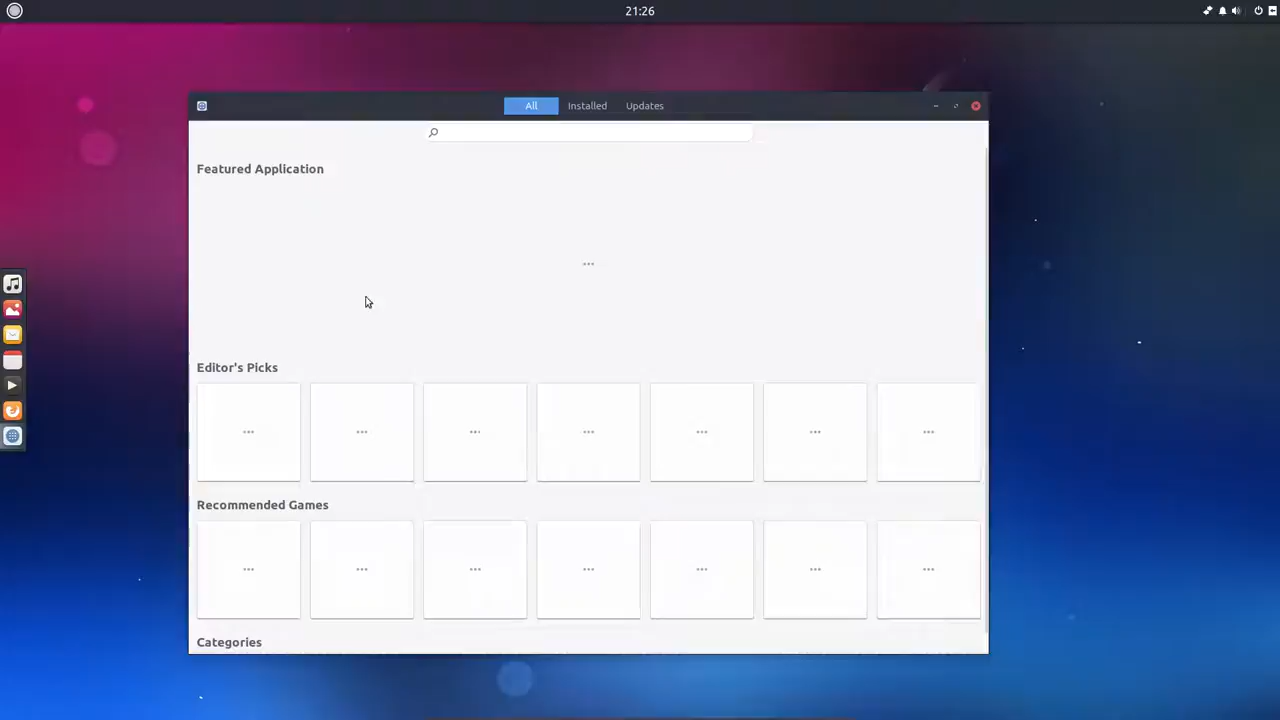 21:26
All Installed Updates
Featured Application
...
Editor's Picks
... ... ... ... ... ... ...
Recommended Games
... ... ... ... ... ... ...
Categories